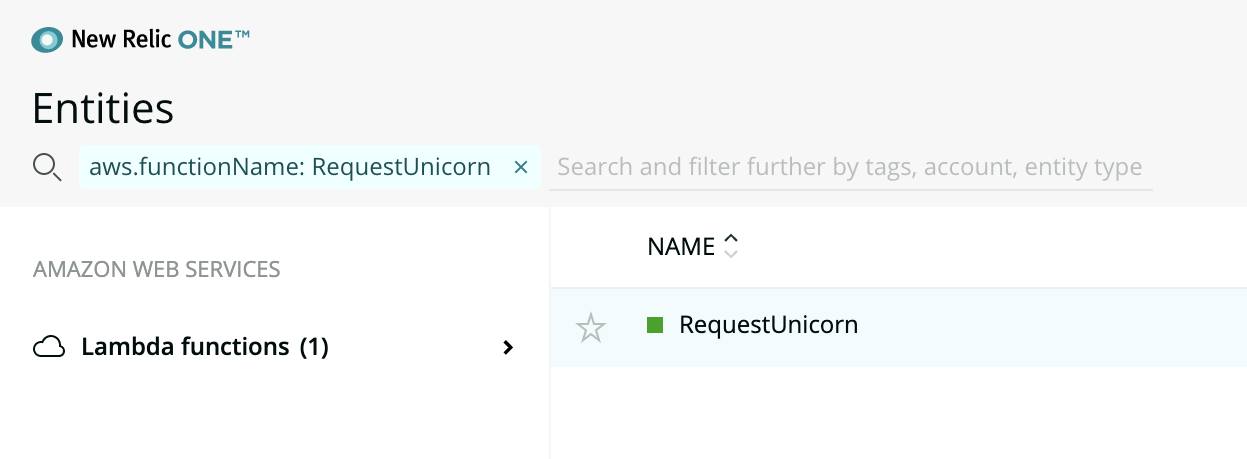 New Relic ONE™
Entities
aws.functionName: RequestUnicorn × Search and filter further by tags, account, entity type
AMAZON WEB SERVICES
Lambda functions (1)
NAME
RequestUnicorn